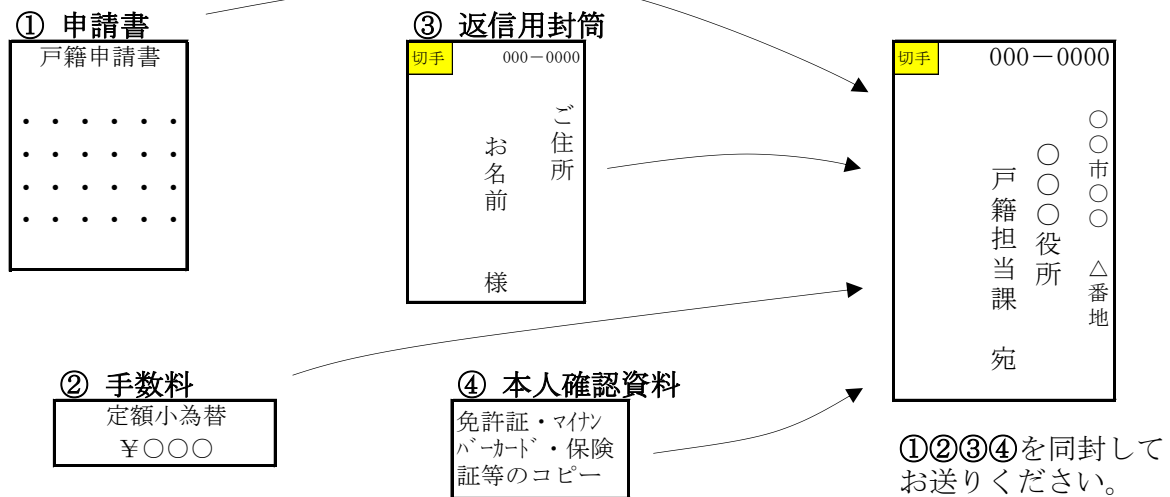 ① 申請書
戸籍申請書
・ ・ ・ ・ ・ ・
・ ・ ・ ・ ・ ・
・ ・ ・ ・ ・ ・
・ ・ ・ ・ ・ ・
③ 返信用封筒
切手
000－0000
ご住所
お名前 様
切手
000－0000
○○市○○ △番地
○○○役所
戸籍担当課 宛
② 手数料
定額小為替
￥○○○
④ 本人確認資料
免許証・マイナン
バーカード・保険
証等のコピー
①②③④を同封して
お送りください。